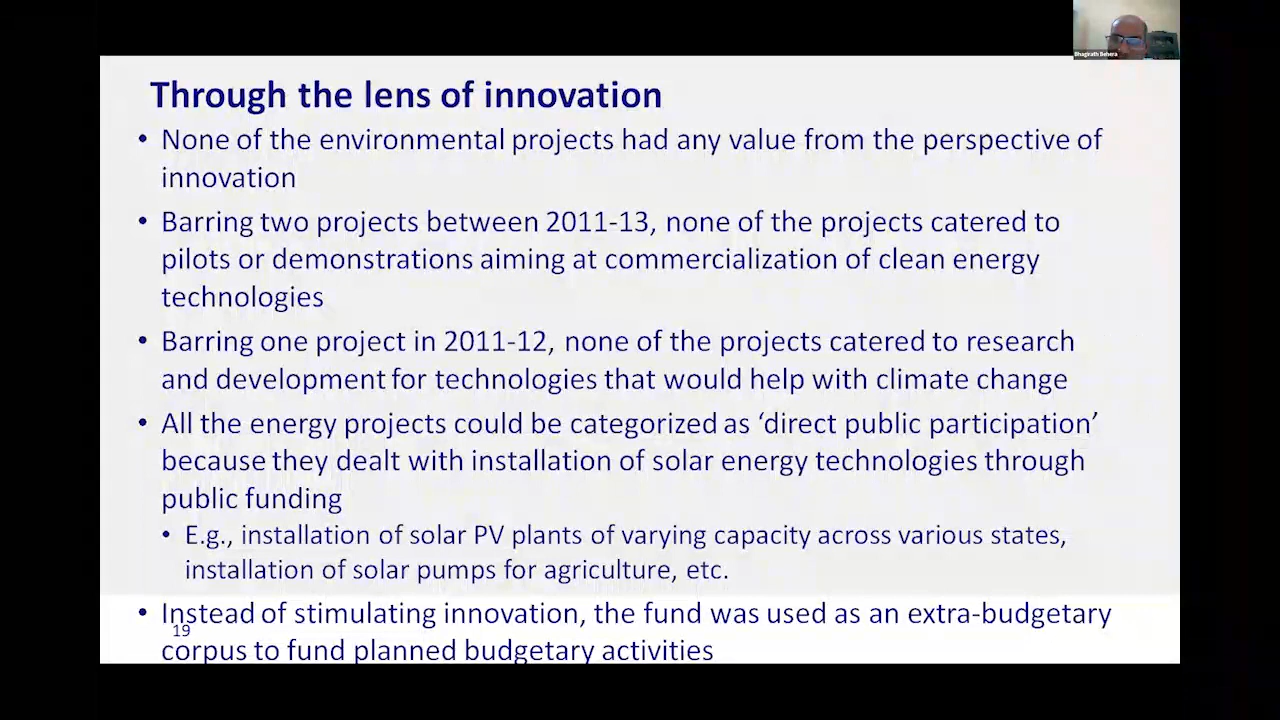 Bhagirath Behera
Through the lens of innovation
• None of the environmental projects had any value from the perspective of
innovation
• Barring two projects between 2011-13, none of the projects catered to
pilots or demonstrations aiming at commercialization of clean energy
technologies
• Barring one project in 2011-12, none of the projects catered to research
and development for technologies that would help with climate change
• All the energy projects could be categorized as ‘direct public participation’
because they dealt with installation of solar energy technologies through
public funding
• E.g., installation of solar PV plants of varying capacity across various states,
installation of solar pumps for agriculture, etc.
• Instead of stimulating innovation, the fund was used as an extra-budgetary
19
corpus to fund planned budgetary activities